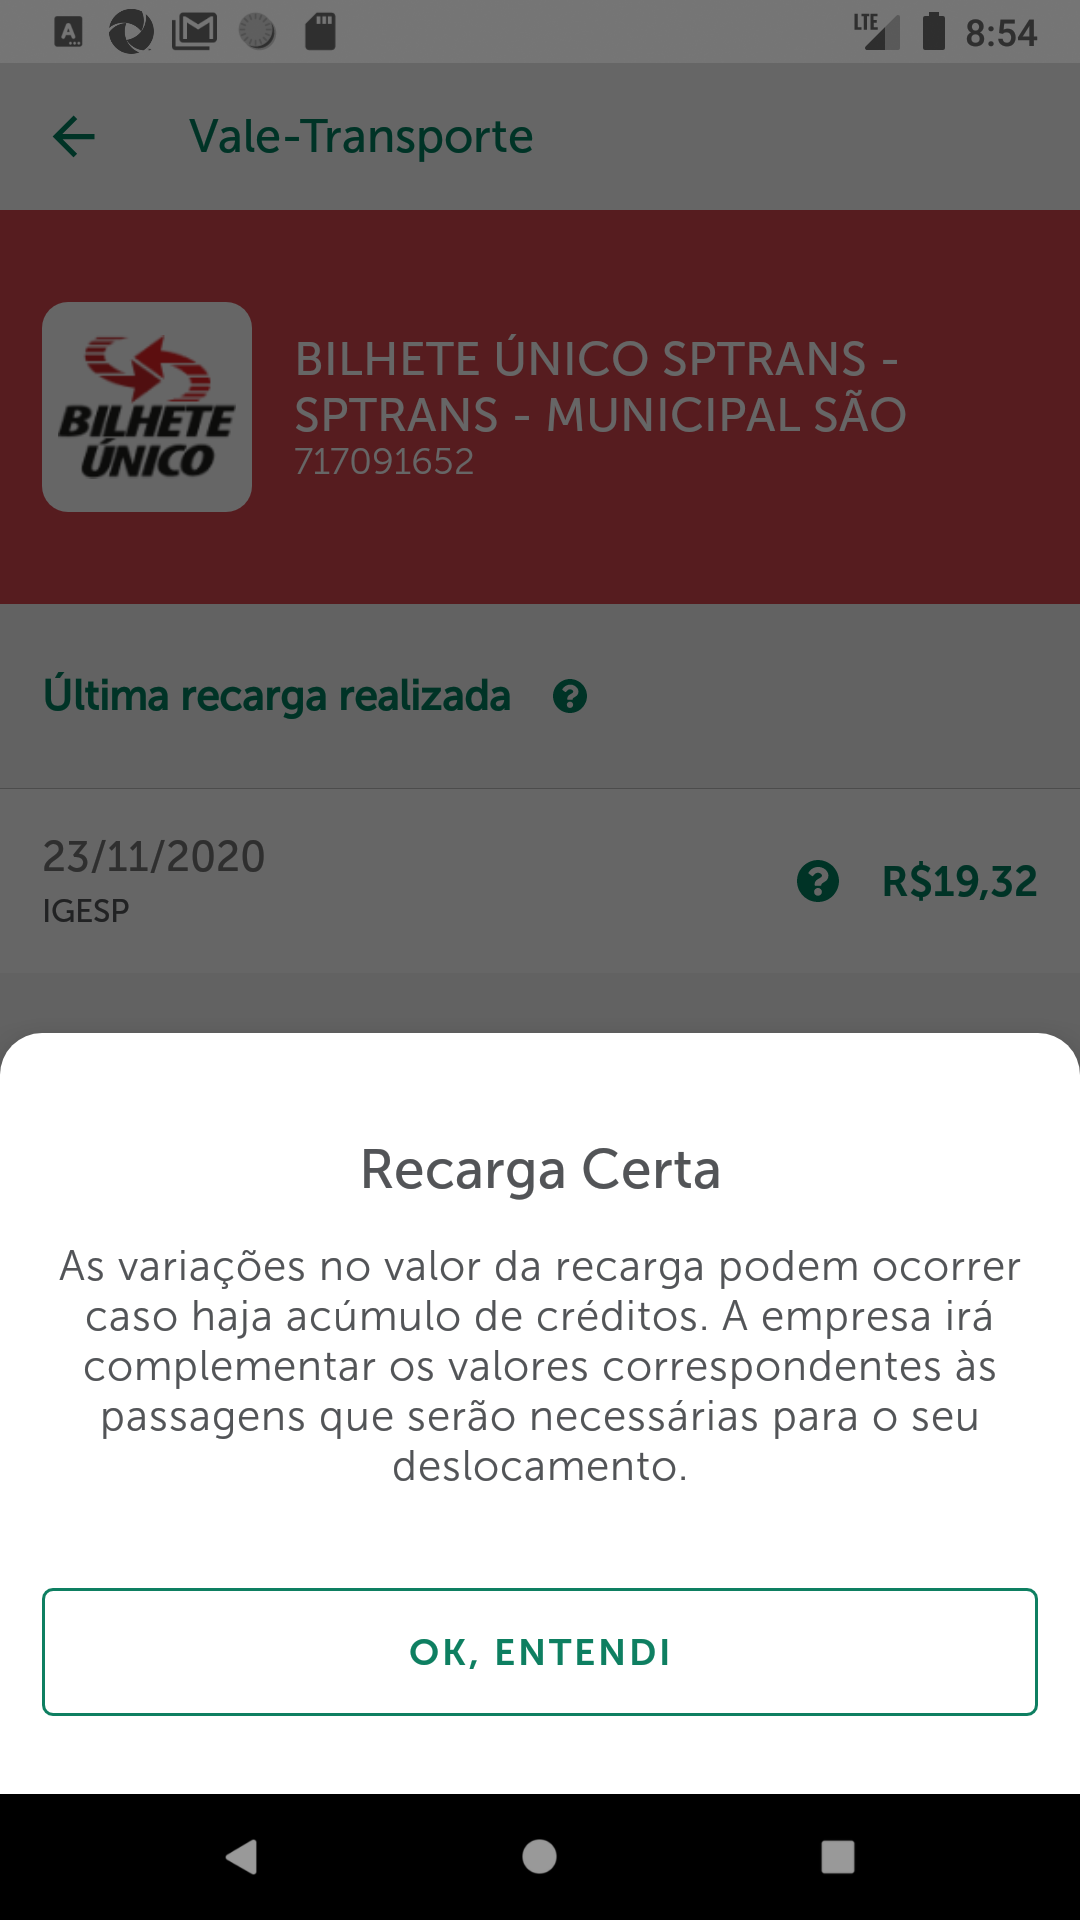 LTE 8:54
Vale-Transporte
BILHETE ÚNICO
BILHETE ÚNICO SPTRANS -
SPTRANS - MUNICIPAL SÃO
717091652
Última recarga realizada ?
23/11/2020
IGESP
? R$19,32
Recarga Certa
As variações no valor da recarga podem ocorrer
caso haja acúmulo de créditos. A empresa irá
complementar os valores correspondentes às
passagens que serão necessárias para o seu
deslocamento.
OK, ENTENDI